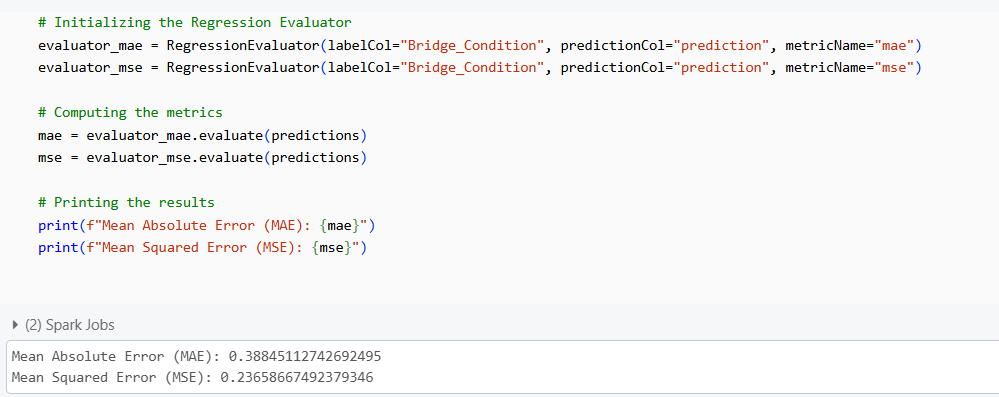 # Initializing the Regression Evaluator
evaluator_mae = RegressionEvaluator(labelCol="Bridge_Condition", predictionCol="prediction", metricName="mae")
evaluator_mse = RegressionEvaluator(labelCol="Bridge_Condition", predictionCol="prediction", metricName="mse")
# Computing the metrics
mae = evaluator_mae.evaluate(predictions)
mse = evaluator_mse.evaluate(predictions)
# Printing the results
print(f"Mean Absolute Error (MAE): {mae}")
print(f"Mean Squared Error (MSE): {mse}")
(2) Spark Jobs
Mean Absolute Error (MAE): 0.38845112742692495
Mean Squared Error (MSE): 0.23658667492379346